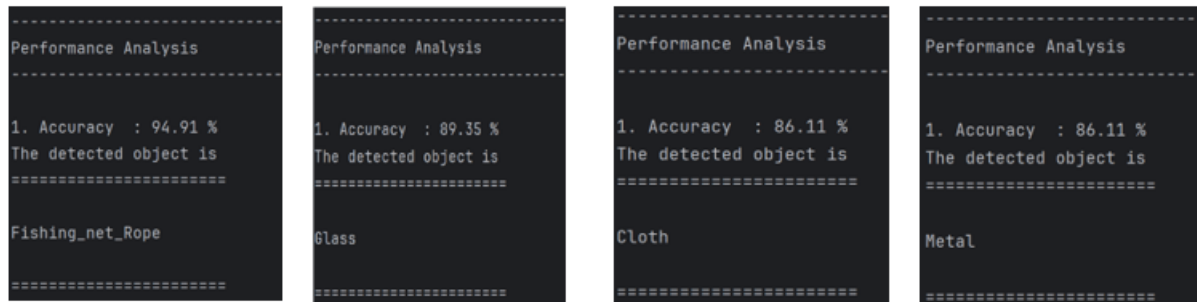 --------------------------------
Performance Analysis
--------------------------------
1. Accuracy  : 94.91 %
The detected object is
========================
Fishing_net_Rope
========================
--------------------------------
Performance Analysis
--------------------------------
1. Accuracy  : 89.35 %
The detected object is
========================
Glass
========================
--------------------------------
Performance Analysis
--------------------------------
1. Accuracy  : 86.11 %
The detected object is
========================
Cloth
========================
--------------------------------
Performance Analysis
--------------------------------
1. Accuracy  : 86.11 %
The detected object is
========================
Metal
========================